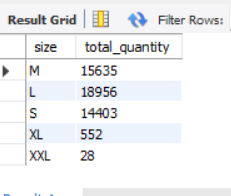 Result Grid Filter Rows:
size total_quantity
M 15635
L 18956
S 14403
XL 552
XXL 28